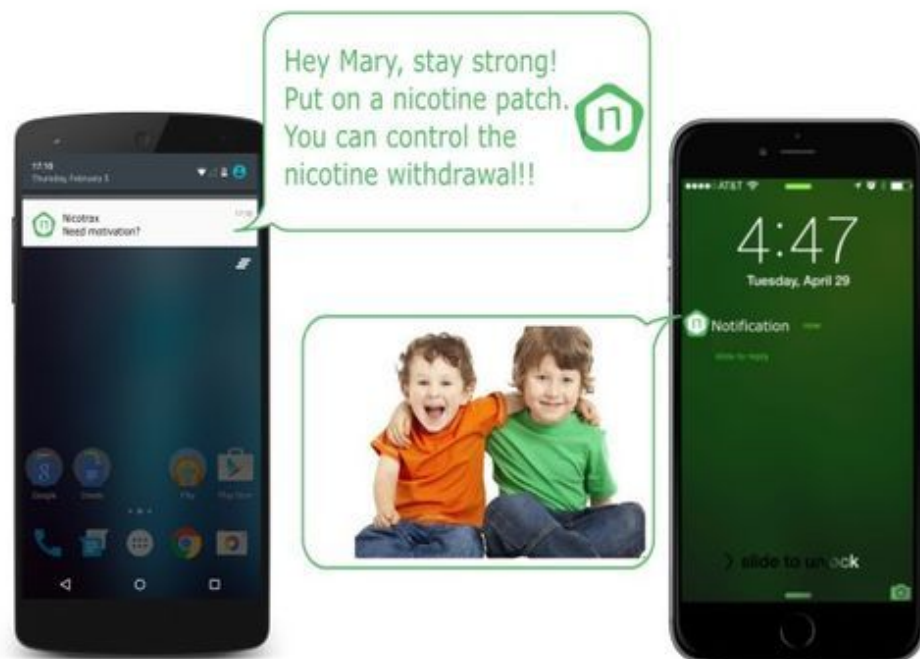 Hey Mary, stay strong!
Put on a nicotine patch.
You can control the
nicotine withdrawal!!
n
17:10
Thursday, February 5
n
Nicotrax
Need motivation?
Google
Play Store
AT&T
4:47
Tuesday, April 29
n
Notification now
slide to reply
> slide to unlock